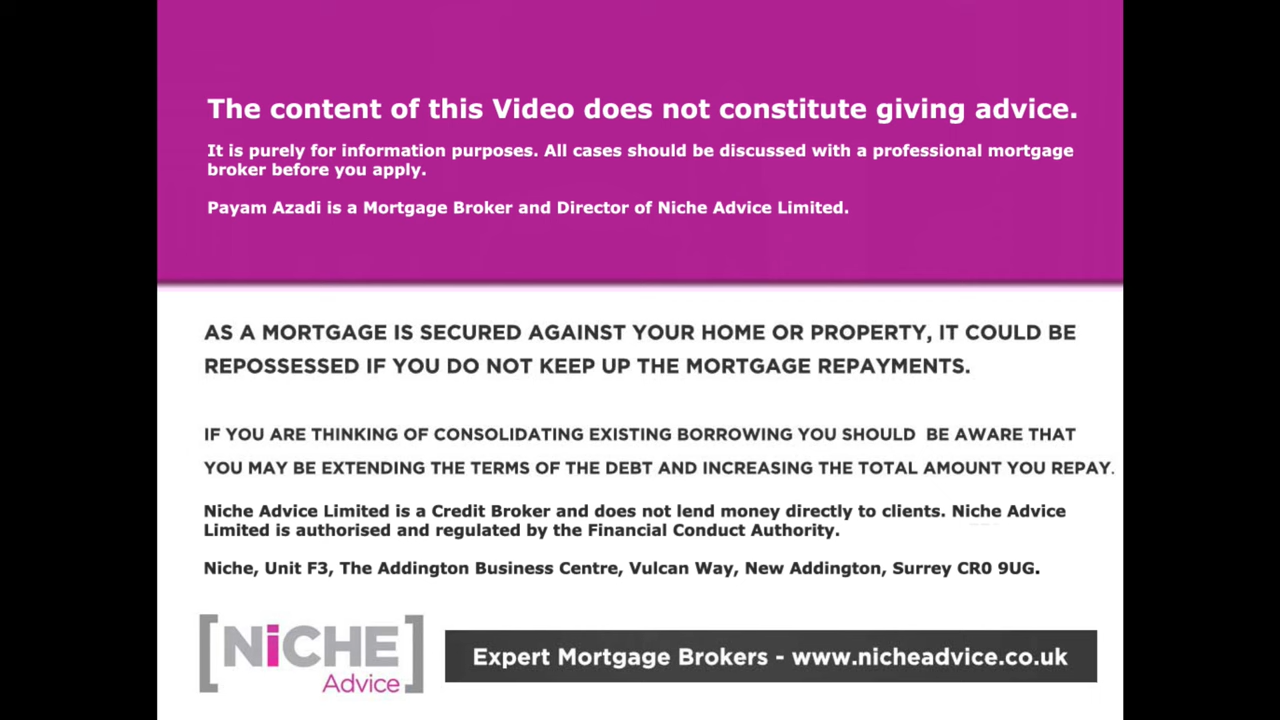 The content of this Video does not constitute giving advice.
It is purely for information purposes. All cases should be discussed with a professional mortgage
broker before you apply.
Payam Azadi is a Mortgage Broker and Director of Niche Advice Limited.
AS A MORTGAGE IS SECURED AGAINST YOUR HOME OR PROPERTY, IT COULD BE
REPOSSESSED IF YOU DO NOT KEEP UP THE MORTGAGE REPAYMENTS.
IF YOU ARE THINKING OF CONSOLIDATING EXISTING BORROWING YOU SHOULD BE AWARE THAT
YOU MAY BE EXTENDING THE TERMS OF THE DEBT AND INCREASING THE TOTAL AMOUNT YOU REPAY.
Niche Advice Limited is a Credit Broker and does not lend money directly to clients. Niche Advice
Limited is authorised and regulated by the Financial Conduct Authority.
Niche, Unit F3, The Addington Business Centre, Vulcan Way, New Addington, Surrey CR0 9UG.
[NiCHE]
Advice
Expert Mortgage Brokers - www.nicheadvice.co.uk